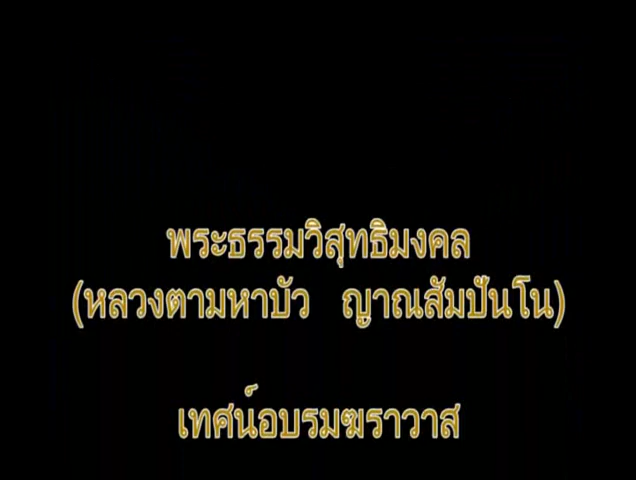 พระธรรมวิสุทธิมงคล
(หลวงตามหาบัว ญาณสัมปันโน)
เทศน์อบรมฆราวาส